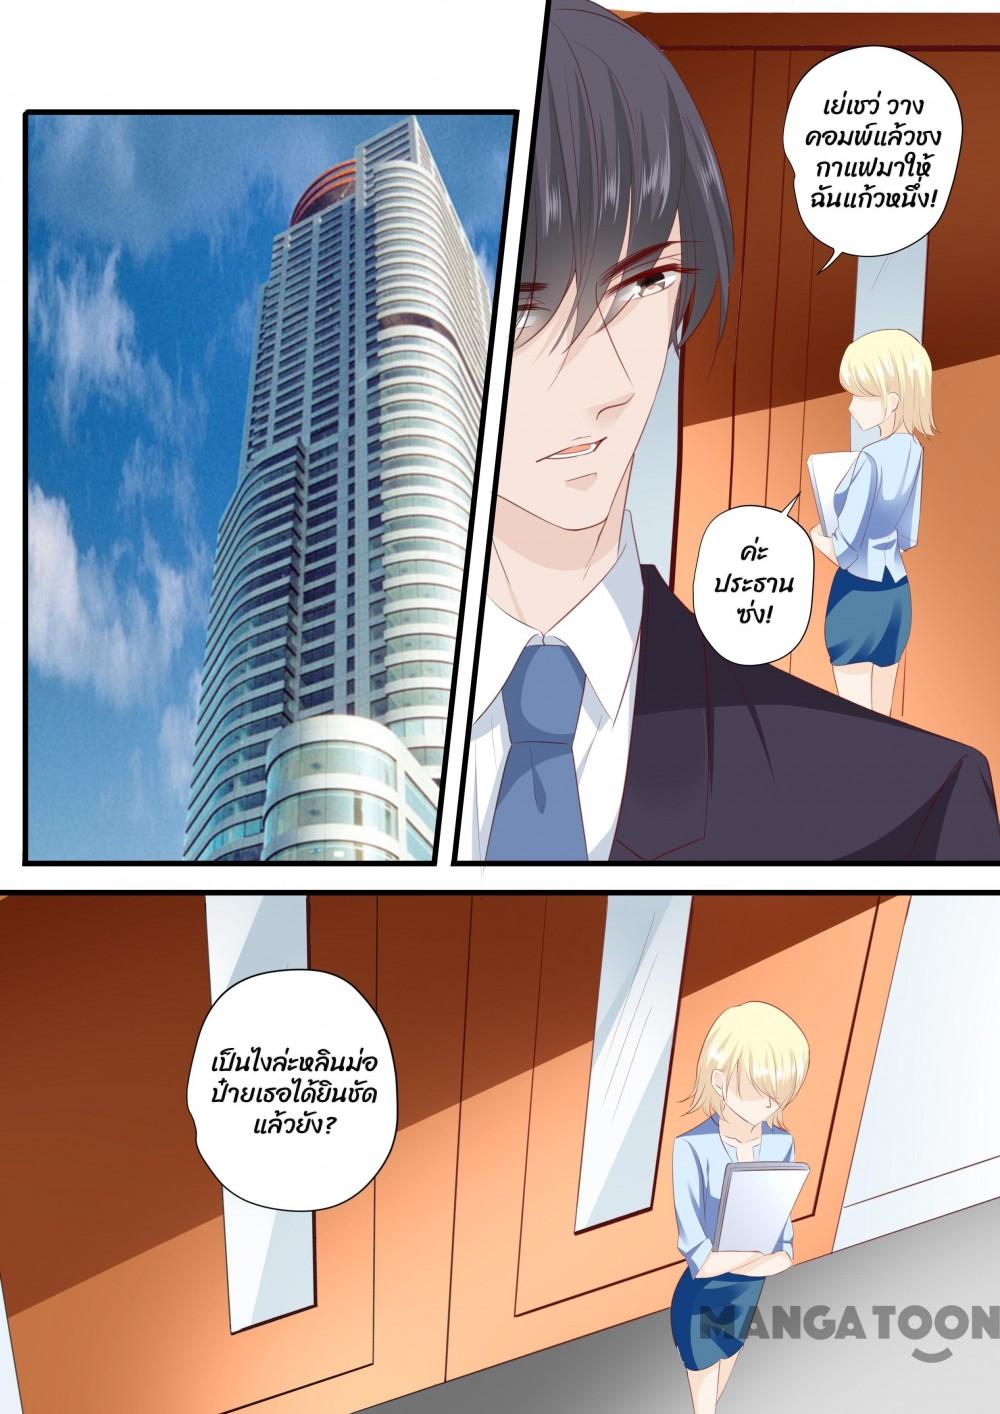 เย่เชว่ วาง
คอมพ์แล้วชง
กาแฟมาให้
ฉันแก้วหนึ่ง!
ค่ะ
ประธาน
ซ่ง!
เป็นไงล่ะหลินม่อ
ป๋ายเธอได้ยินชัด
แล้วยัง?
MANGATOON